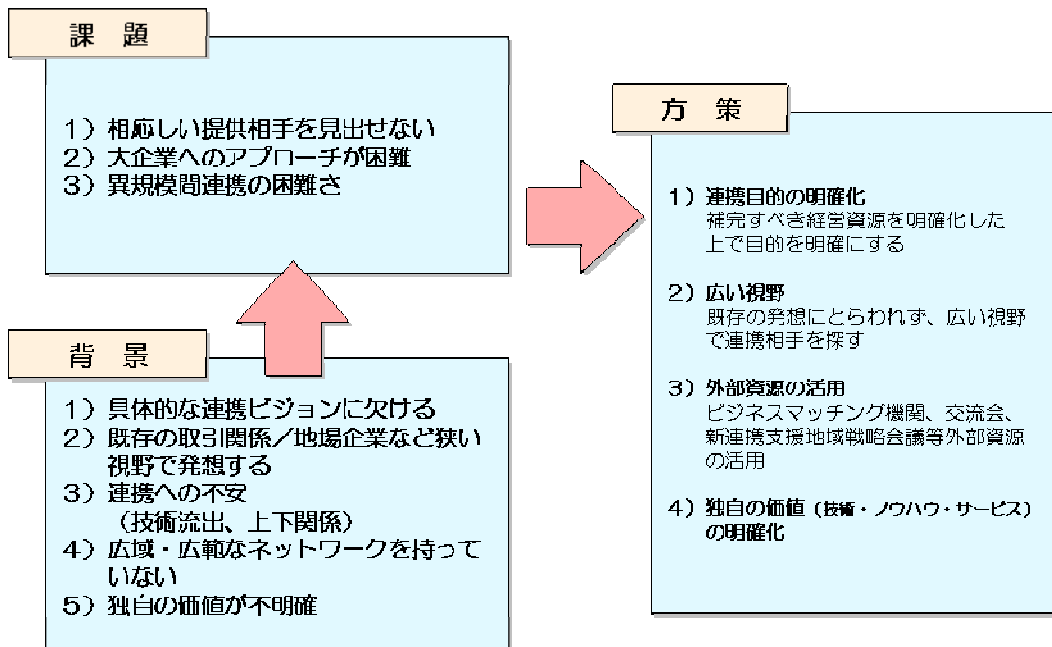 課 題
1) 相応しい提供相手を見出せない
2) 大企業へのアプローチが困難
3) 異規模間連携の困難さ
背 景
1) 具体的な連携ビジョンに欠ける
2) 既存の取引関係／地場企業など狭い
視野で発想する
3) 連携への不安
（技術流出、上下関係）
4) 広域・広範なネットワークを持って
いない
5) 独自の価値が不明確
方 策
1) 連携目的の明確化
補完すべき経営資源を明確化した
上で目的を明確にする
2) 広い視野
既存の発想にとらわれず、広い視野
で連携相手を探す
3) 外部資源の活用
ビジネスマッチング機関、交流会、
新連携支援地域戦略会議等外部資源
の活用
4) 独自の価値（技術・ノウハウ・サービス）
の明確化